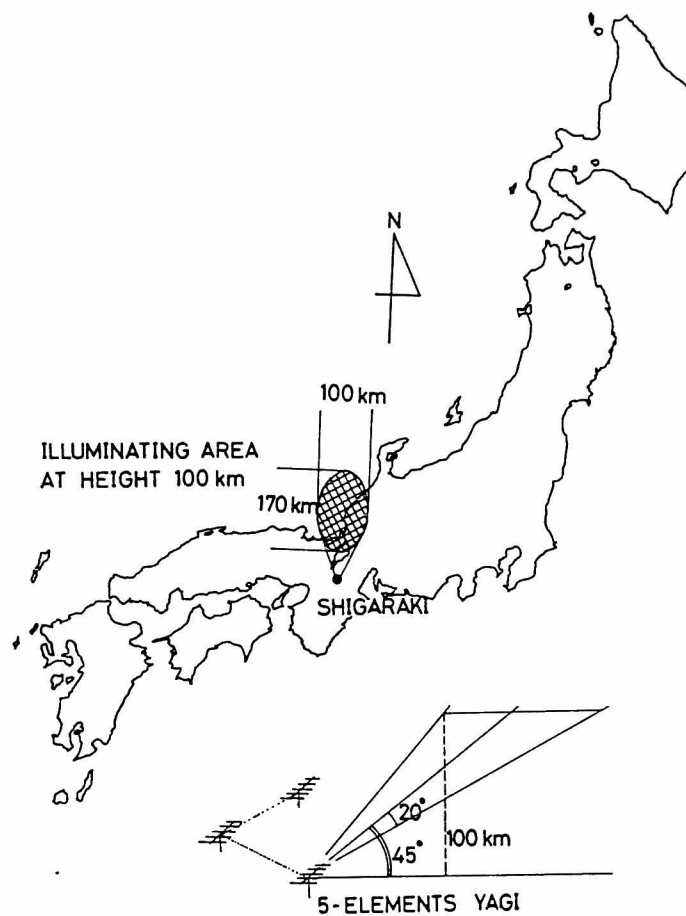 N
100 km
ILLUMINATING AREA
AT HEIGHT 100 km
170 km
SHIGARAKI
20°
45°
100 km
5-ELEMENTS YAGI